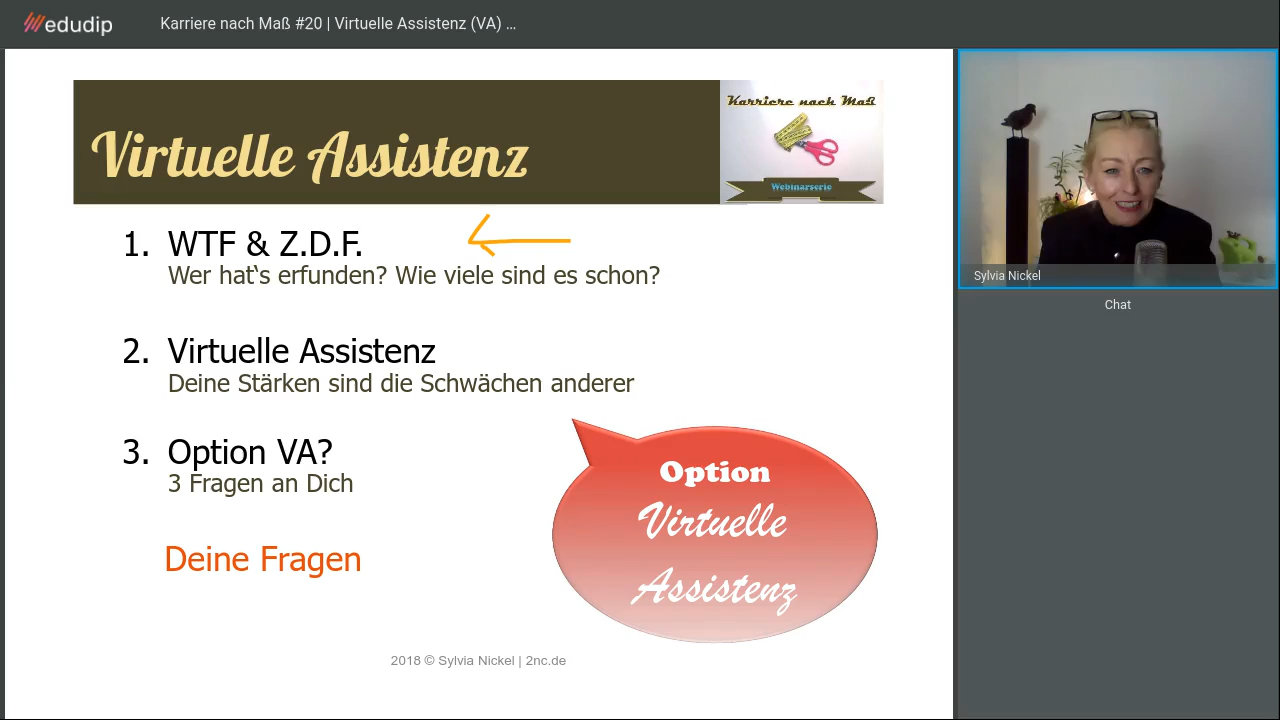 edudip
Karriere nach Maß #20 | Virtuelle Assistenz (VA) ...
Virtuelle Assistenz
Karriere nach Maß
Webinarserie
1. WTF & Z.D.F.
Wer hat‘s erfunden? Wie viele sind es schon?
2. Virtuelle Assistenz
Deine Stärken sind die Schwächen anderer
3. Option VA?
3 Fragen an Dich
Deine Fragen
Option
Virtuelle
Assistenz
2018 © Sylvia Nickel | 2nc.de
Sylvia Nickel
Chat